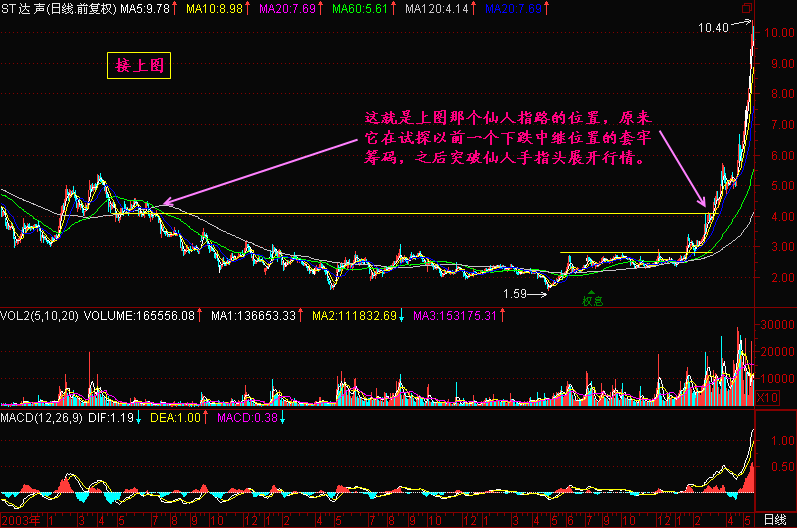 ST达声(日线.前复权) MA5:9.78↑ MA10:8.98↑ MA20:7.69↑ MA60:5.61↑ MA120:4.14↑ MA20:7.69↑
10.40
10.00
接上图
9.00
8.00
这就是上图那个仙人指路的位置，原来
它在试探以前一个下跌中继位置的套牢
筹码，之后突破仙人手指头展开行情。
7.00
6.00
5.00
4.00
3.00
2.00
1.59
权息
VOL2(5,10,20) VOLUME:165556.08↑ MA1:136653.33↑ MA2:111832.69↓ MA3:153175.31↑
30000
20000
10000
X10
MACD(12,26,9) DIF:1.19↓ DEA:1.00↑ MACD:0.38↓
1.00
0.50
2003年 1 3 4 5 7 8 9 10 12 1 2 4 5 7 8 9 10 12 1 3 4 5 6 7 8 9 10 12 1 2 4 5 日线